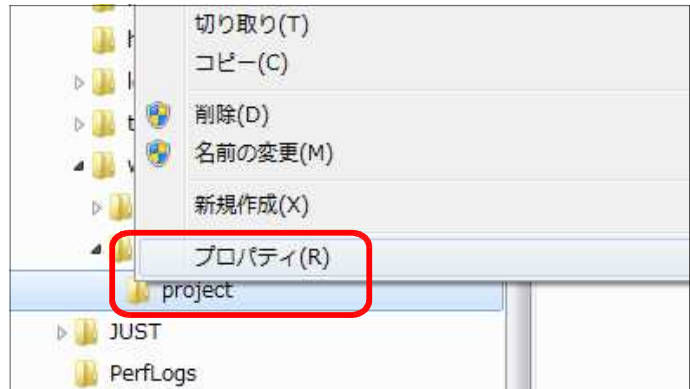 切り取り(T)
コピー(C)
削除(D)
名前の変更(M)
新規作成(X)
プロパティ(R)
project
JUST
PerfLogs